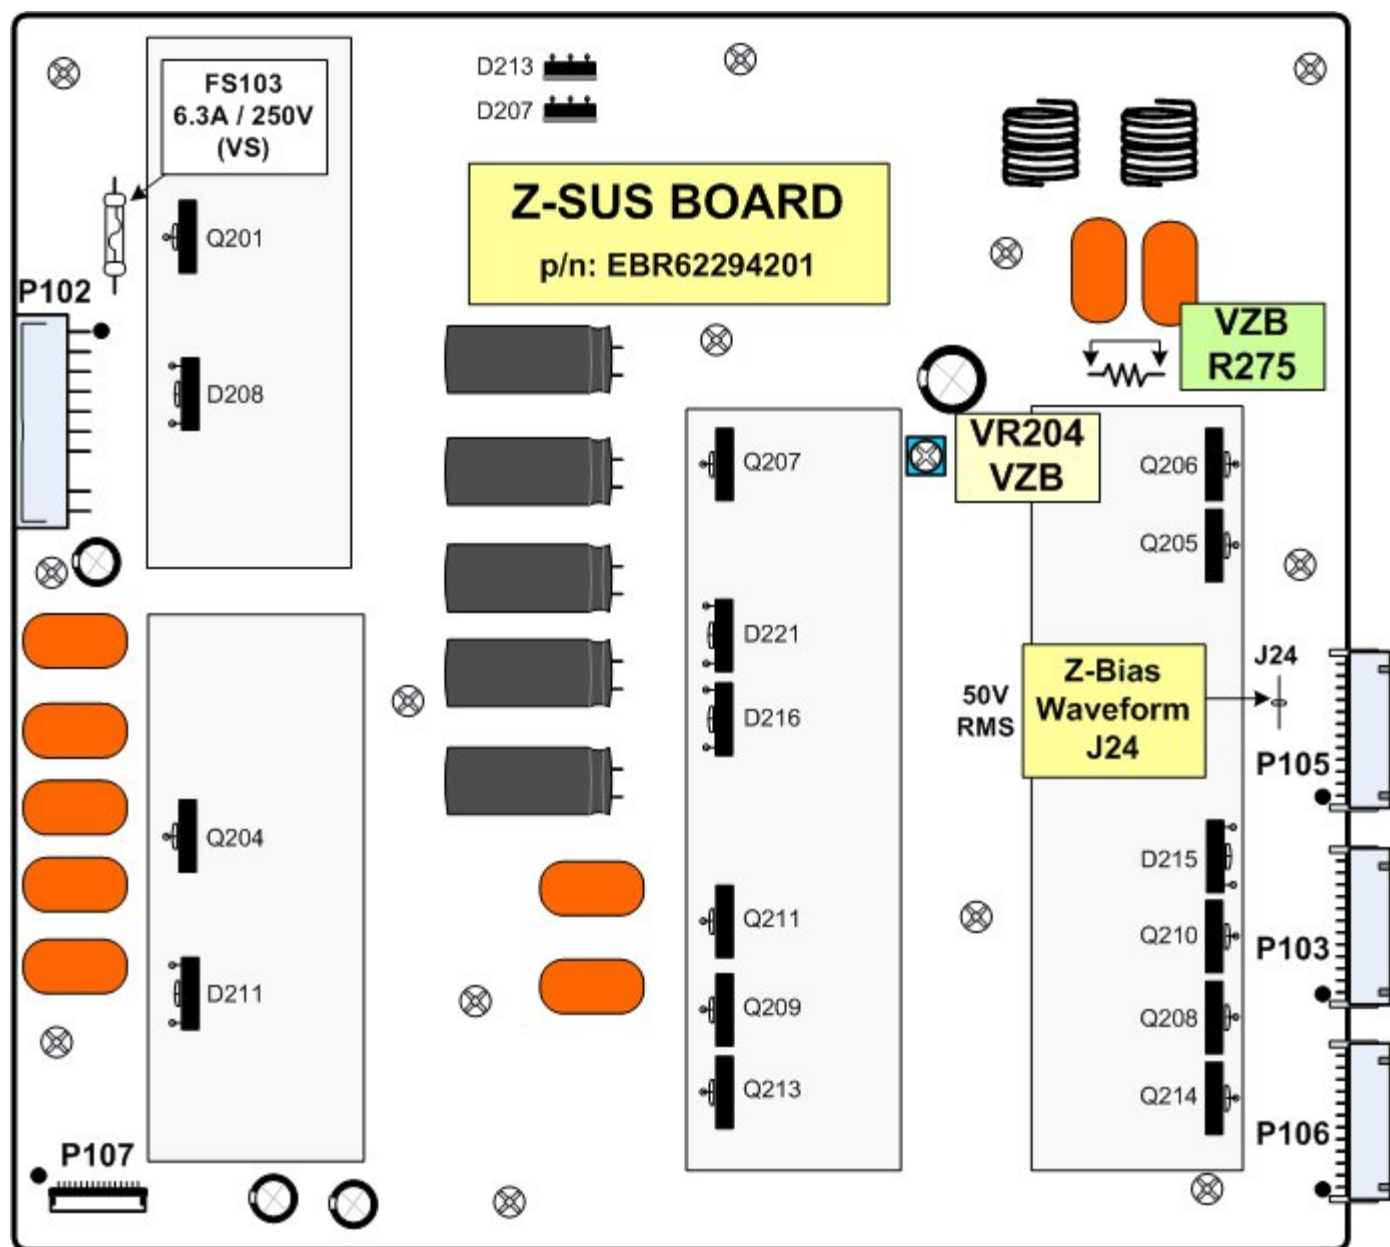 D213
D207
FS103
6.3A / 250V
(VS)
Z-SUS BOARD
p/n: EBR62294201
Q201
P102
D208
VZB
R275
VR204
VZB
Q207
Q206
Q205
D221
D216
50V
RMS
Z-Bias
Waveform
J24
J24
P105
Q204
D215
Q211
Q210
P103
D211
Q209
Q208
Q213
Q214
P106
P107